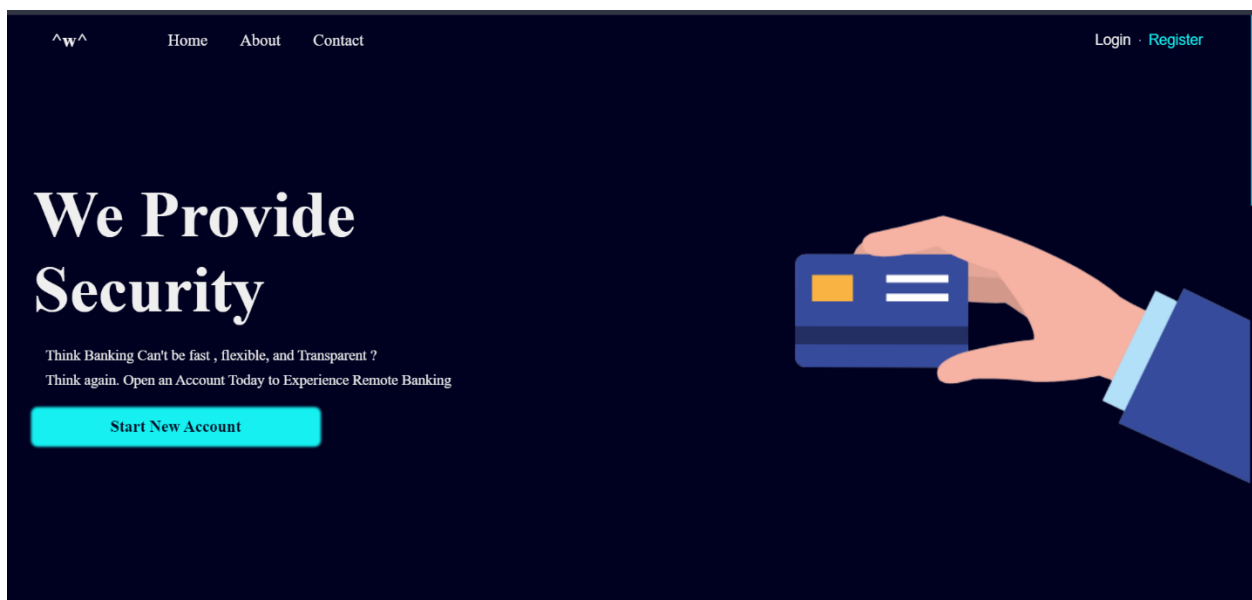 ^w^ Home About Contact Login · Register
We Provide
Security
Think Banking Can't be fast , flexible, and Transparent ?
Think again. Open an Account Today to Experience Remote Banking
Start New Account